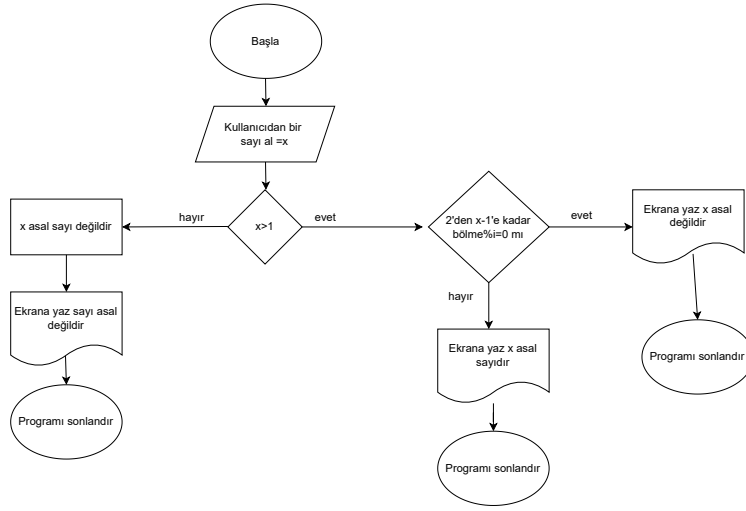 Başla
Kullanıcıdan bir
sayı al =x
x>1
hayır
evet
x asal sayı değildir
Ekrana yaz sayı asal
değildir
Programı sonlandır
2'den x-1'e kadar
bölme%i=0 mı
evet
Ekrana yaz x asal
değildir
Programı sonlandır
hayır
Ekrana yaz x asal
sayıdır
Programı sonlandır